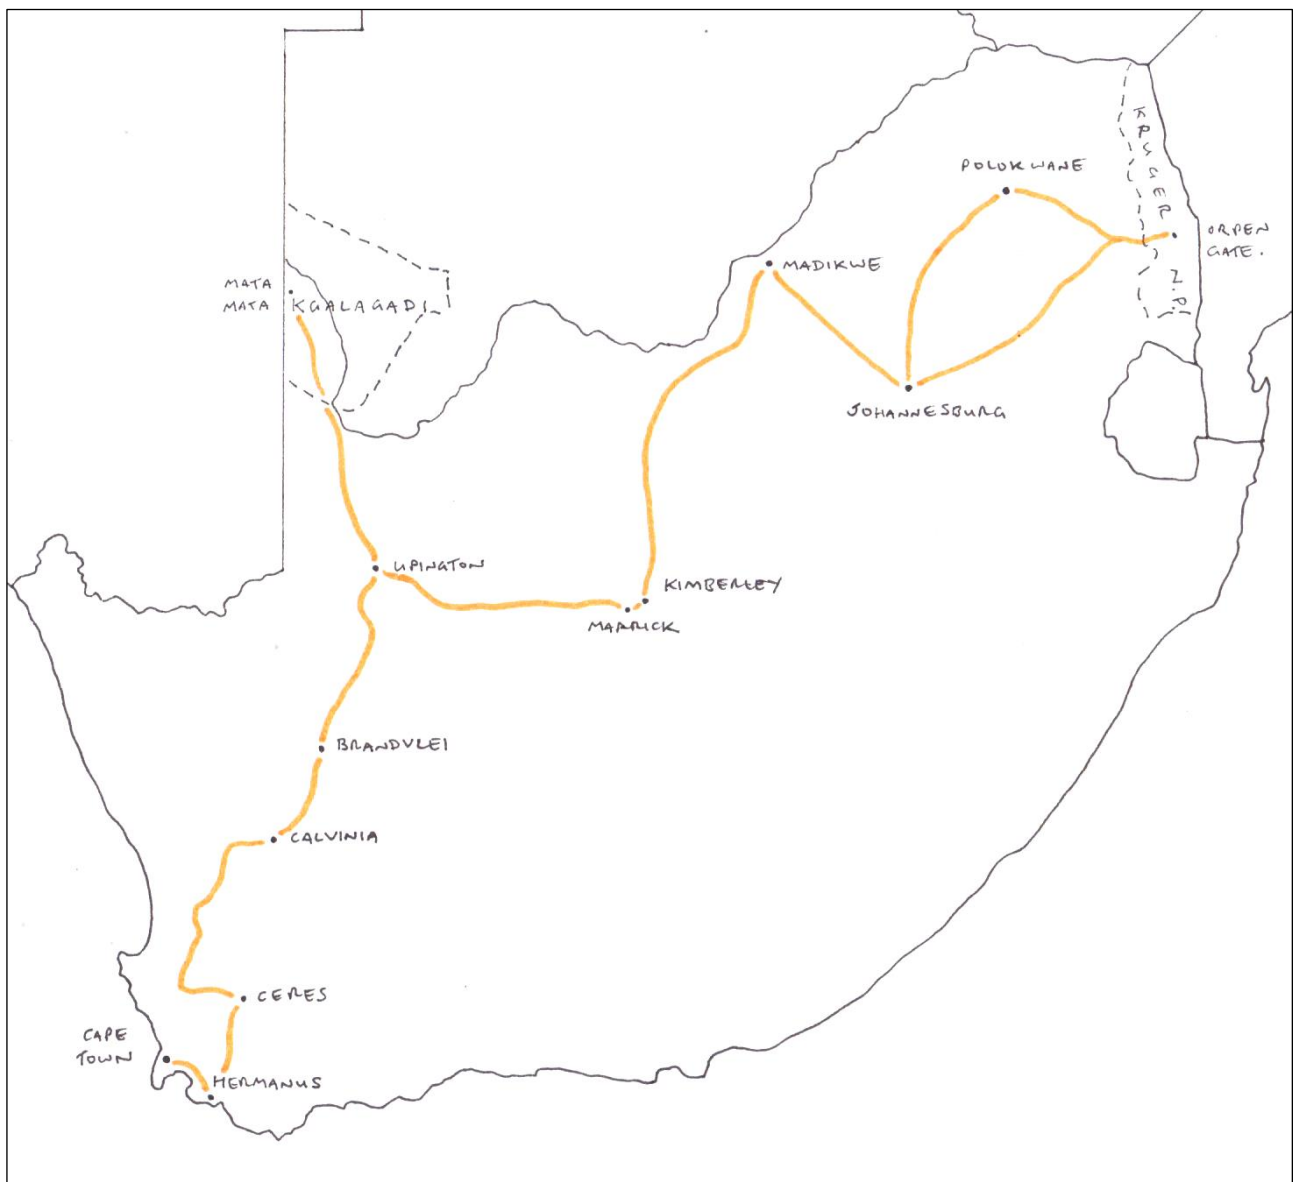 POLOKWANE
KRUGER N.P.
ORPEN
GATE.
MADIKWE
MATA
MATA
KGALAGADI
JOHANNESBURG
UPINGTON
KIMBERLEY
MARRICK
BRANDVLEI
CALVINIA
CERES
CAPE
TOWN
HERMANUS